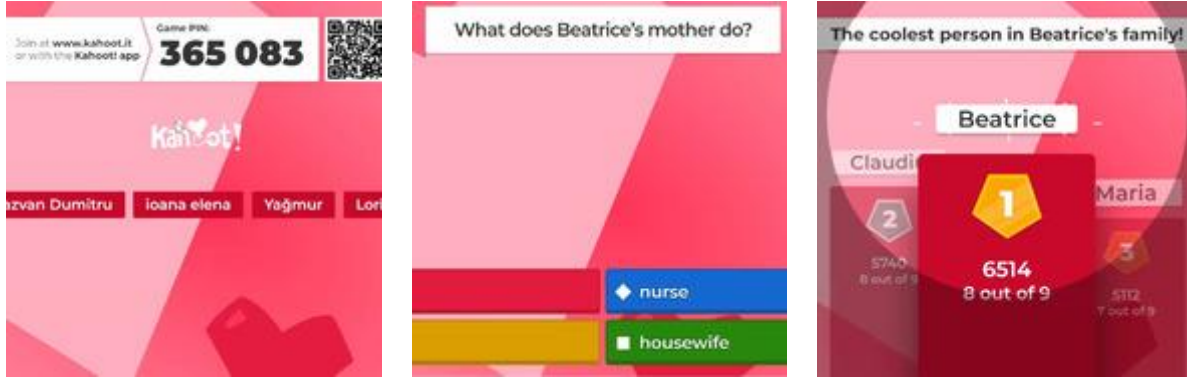 Join at www.kahoot.it
or with the Kahoot! app
Game PIN:
365 083
Kahoot!
azvan Dumitru
ioana elena
Yağmur
Lori
What does Beatrice's mother do?
nurse
housewife
The coolest person in Beatrice's family!
Beatrice
Claudi
Maria
1
2
3
6514
8 out of 9
5740
8 out of 9
5112
7 out of 9